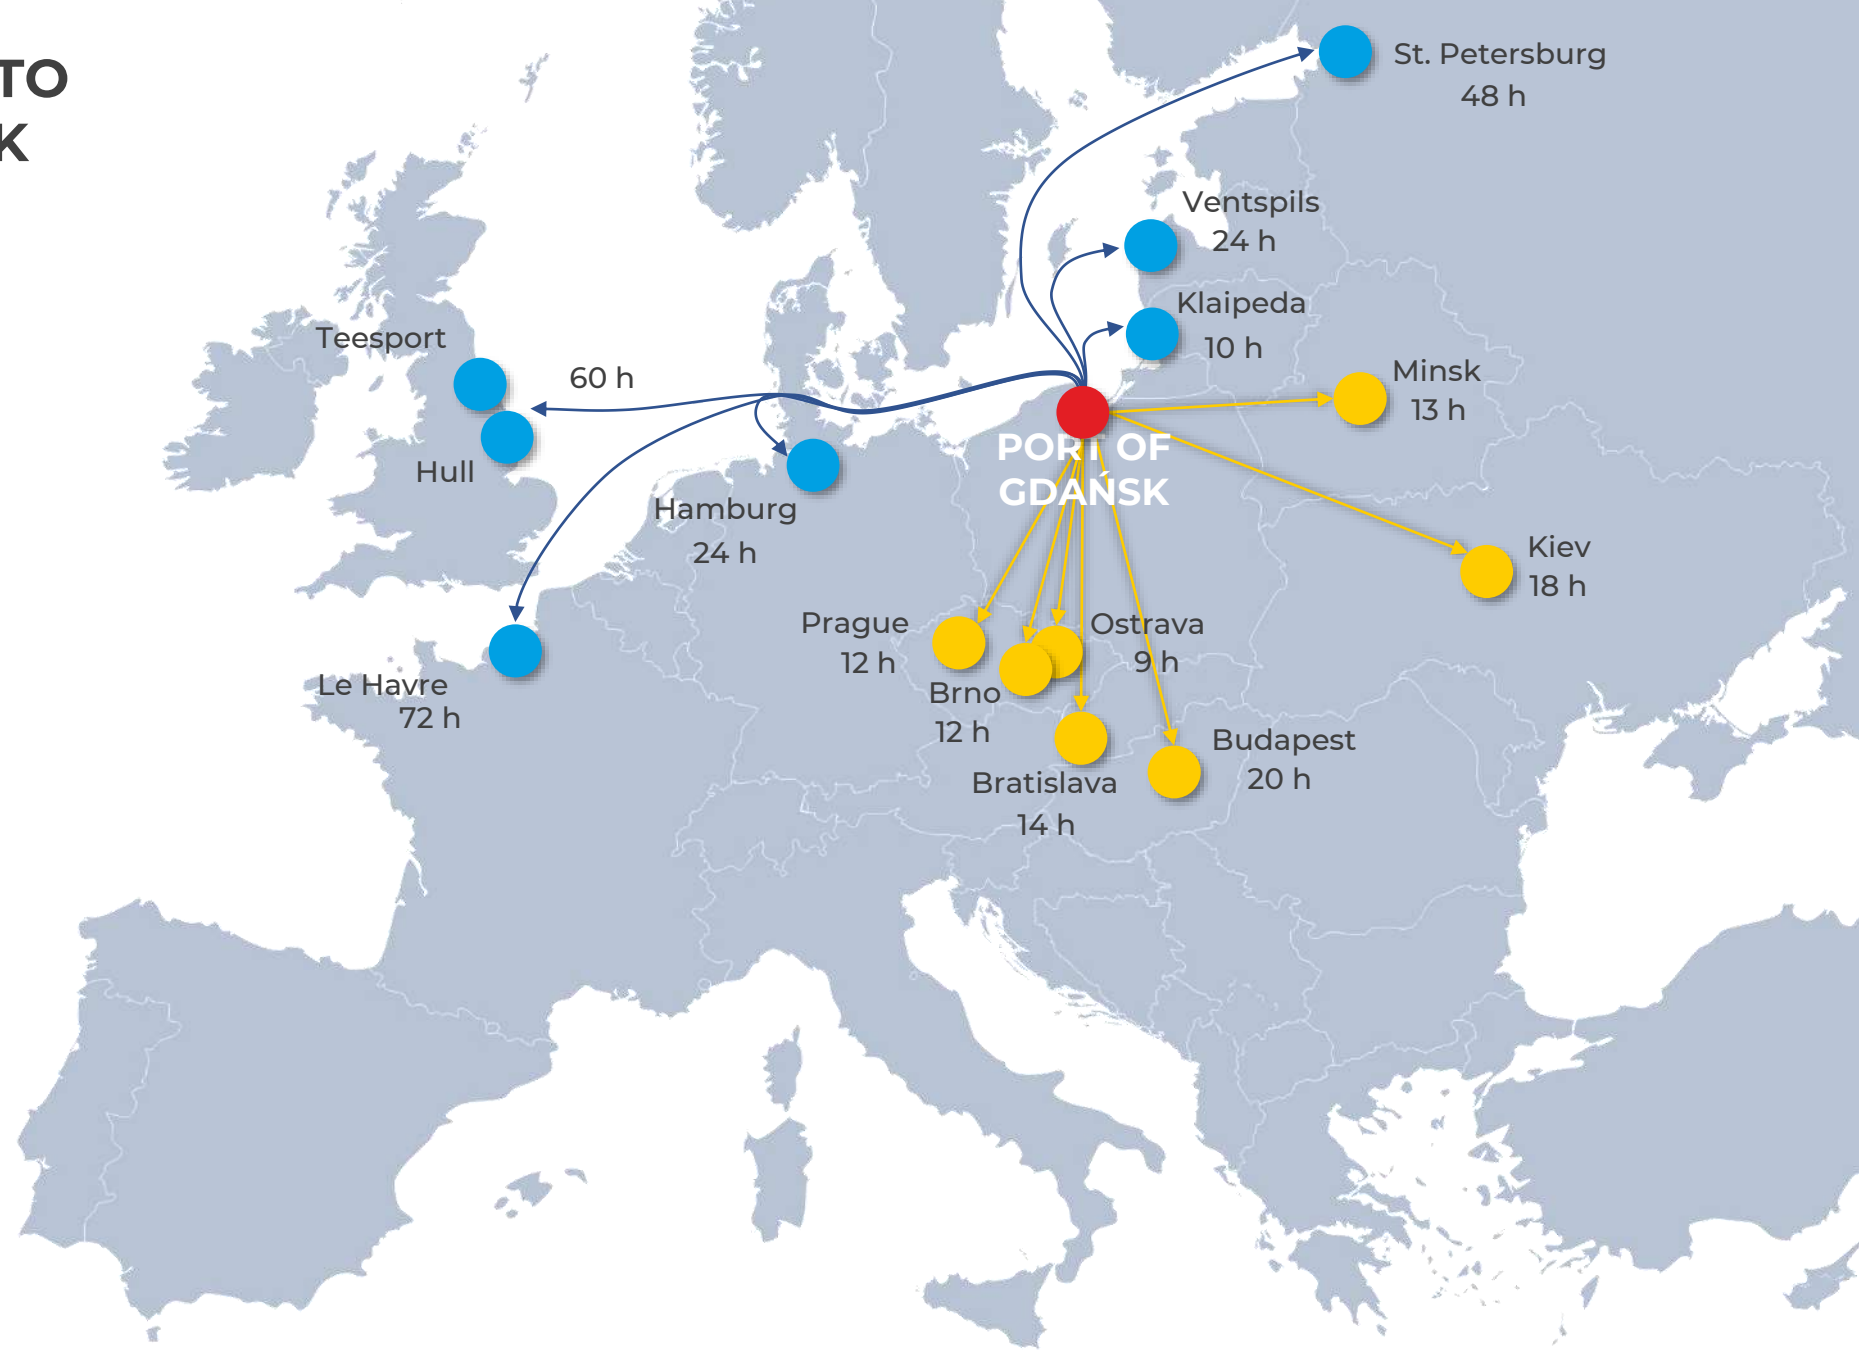 TO
K
St. Petersburg
48 h
Ventspils
24 h
Klaipeda
10 h
Teesport
60 h
Hull
Minsk
13 h
PORT OF
GDAŃSK
Hamburg
24 h
Kiev
18 h
Prague
12 h
Ostrava
9 h
Le Havre
72 h
Brno
12 h
Budapest
20 h
Bratislava
14 h